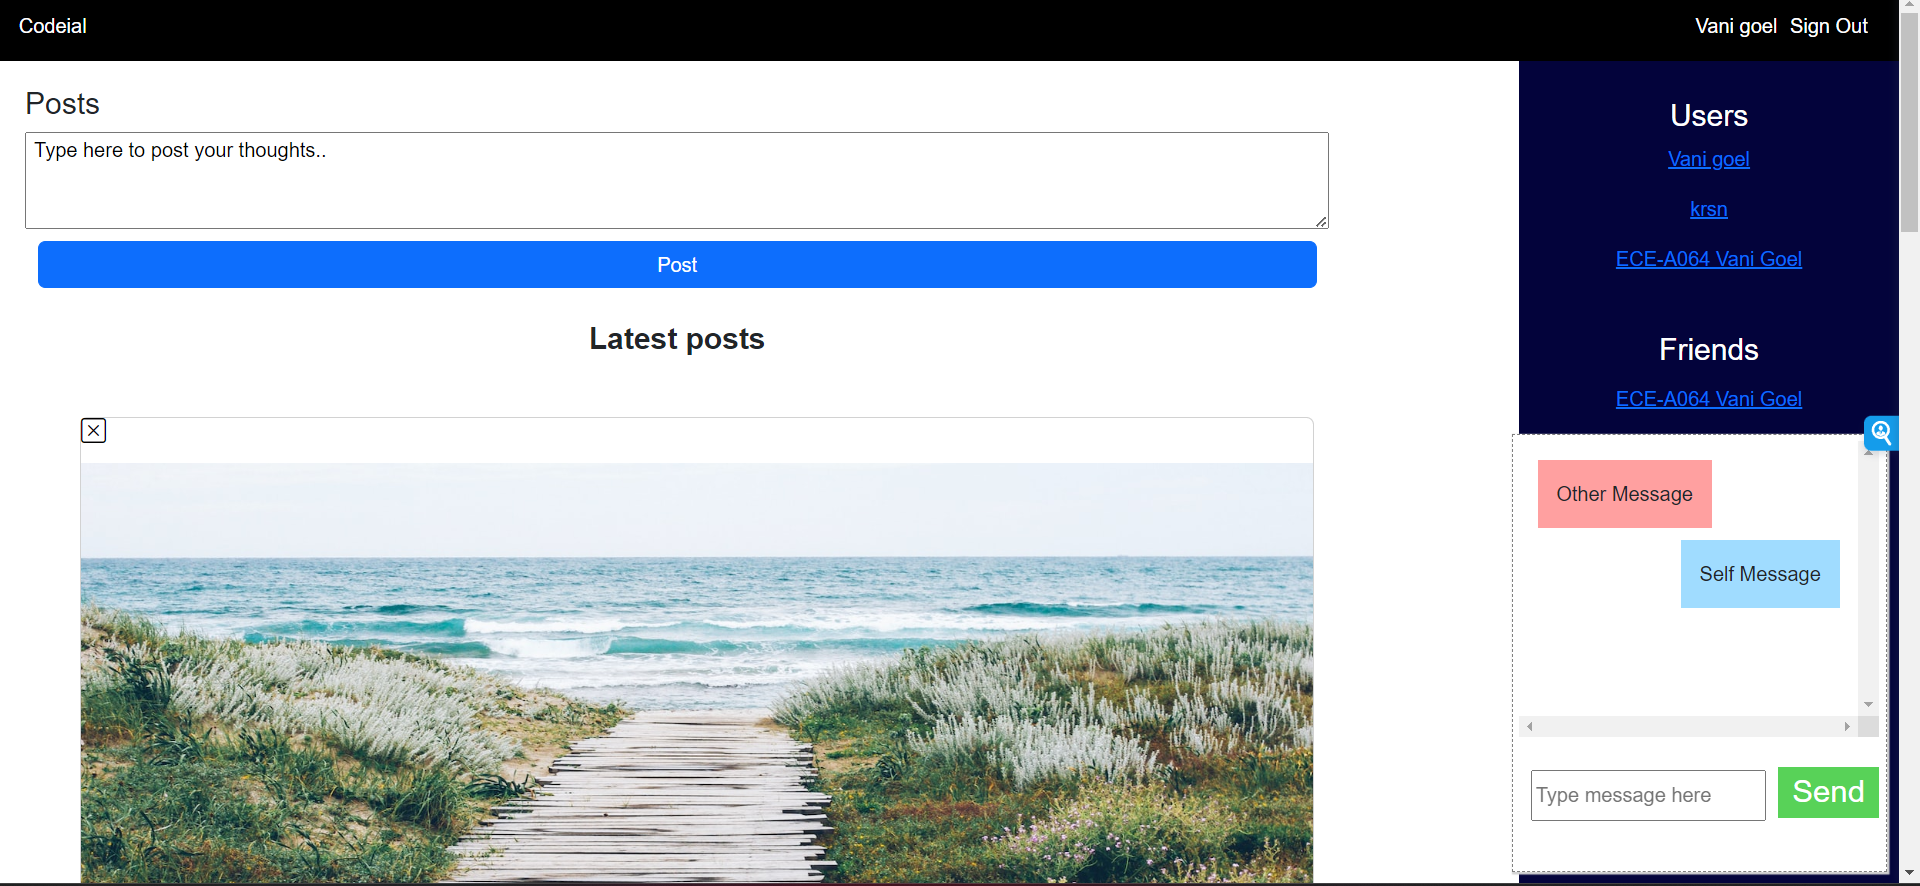 Codeial
Vani goel Sign Out
Posts
Type here to post your thoughts..
Post
Latest posts
Users
Vani goel
krsn
ECE-A064 Vani Goel
Friends
ECE-A064 Vani Goel
Other Message
Self Message
Type message here
Send